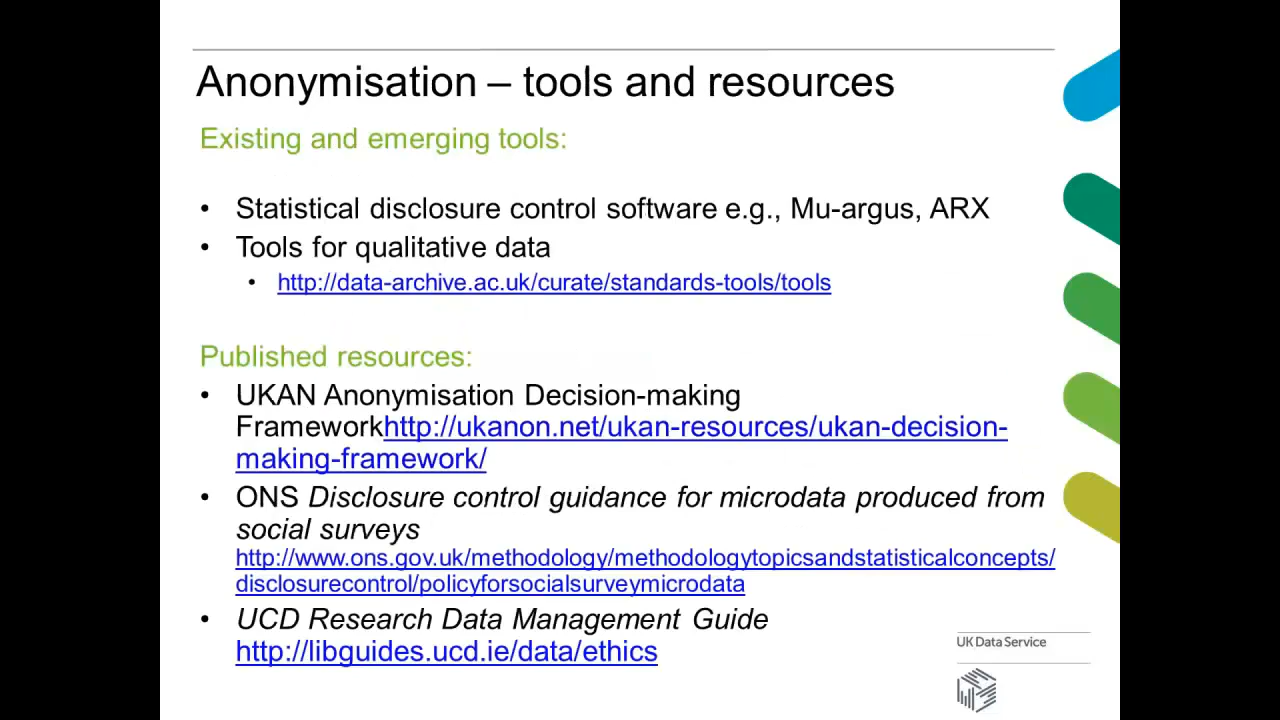 Anonymisation – tools and resources
Existing and emerging tools:
• Statistical disclosure control software e.g., Mu-argus, ARX
• Tools for qualitative data
• http://data-archive.ac.uk/curate/standards-tools/tools
Published resources:
• UKAN Anonymisation Decision-making
Frameworkhttp://ukanon.net/ukan-resources/ukan-decision-
making-framework/
• ONS Disclosure control guidance for microdata produced from
social surveys
http://www.ons.gov.uk/methodology/methodologytopicsandstatisticalconcepts/
disclosurecontrol/policyforsocialsurveymicrodata
• UCD Research Data Management Guide
http://libguides.ucd.ie/data/ethics
UK Data Service